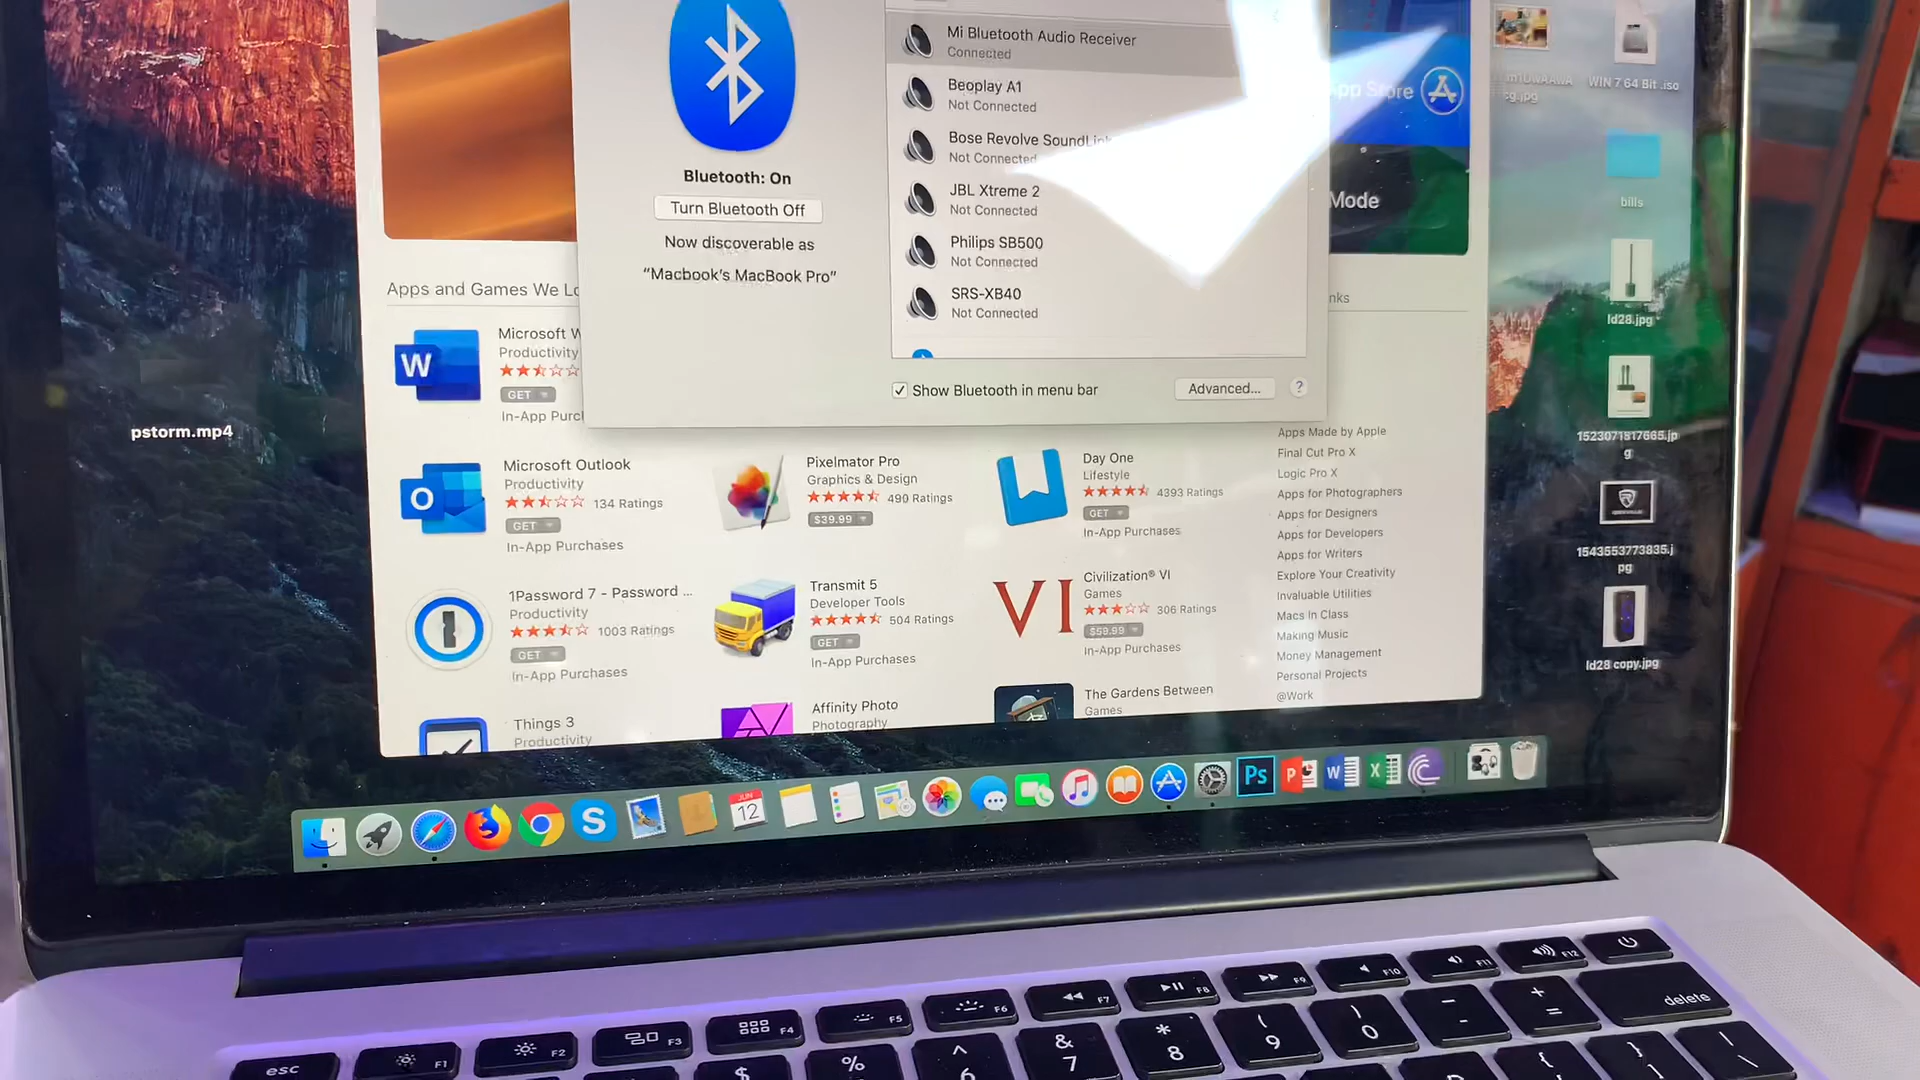 Mi Bluetooth Audio Receiver
Connected
Beoplay A1
Not Connected
Bose Revolve SoundLink
Not Connected
JBL Xtreme 2
Not Connected
Philips SB500
Not Connected
SRS-XB40
Not Connected
Bluetooth: On
Turn Bluetooth Off
Now discoverable as
“Macbook's MacBook Pro”
Show Bluetooth in menu bar
Advanced...
?
App Store
Mode
WIN 7 64 Bit .iso
bills
ld28.jpg
1523071817665.jp
g
1543553773835.j
pg
ld28 copy.jpg
pstorm.mp4
Apps and Games We Lo
Microsoft W
Productivity
GET
In-App Purch
Microsoft Outlook
Productivity
134 Ratings
GET
In-App Purchases
1Password 7 - Password ...
Productivity
1003 Ratings
GET
In-App Purchases
Things 3
Productivity
Pixelmator Pro
Graphics & Design
490 Ratings
$39.99
Transmit 5
Developer Tools
504 Ratings
GET
In-App Purchases
Affinity Photo
Photography
Day One
Lifestyle
4393 Ratings
GET
In-App Purchases
VI
Civilization® VI
Games
306 Ratings
$59.99
In-App Purchases
The Gardens Between
Games
nks
Apps Made by Apple
Final Cut Pro X
Logic Pro X
Apps for Photographers
Apps for Designers
Apps for Developers
Apps for Writers
Explore Your Creativity
Invaluable Utilities
Macs In Class
Making Music
Money Management
Personal Projects
@Work
JUN
12
Ps
esc
F1
F2
F3
F4
F5
F6
F7
F8
F9
F10
F11
F12
delete
$
%
^
6
&
7
*
8
(
9
)
0
-
+
=